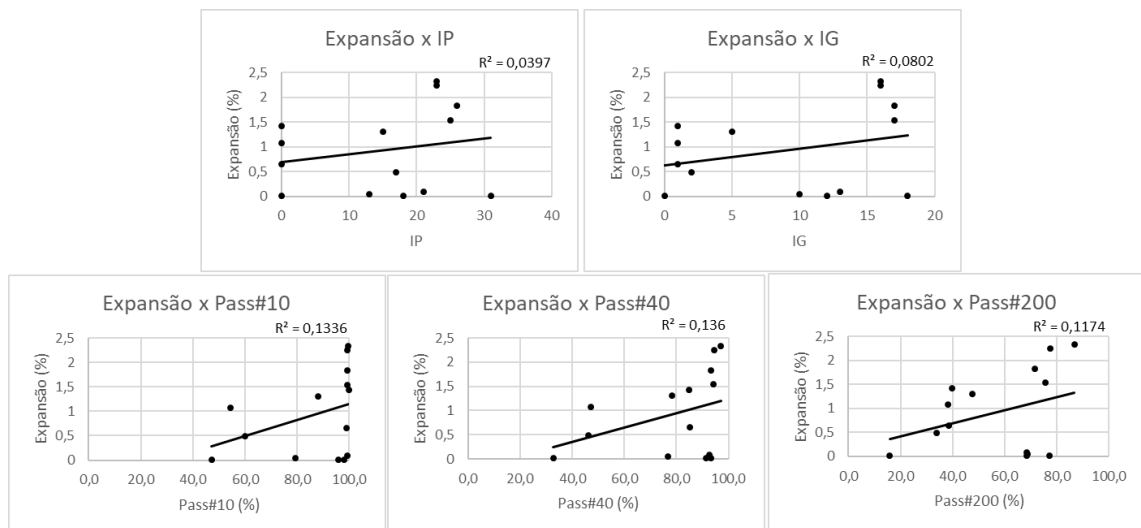 Expansão x IP
R² = 0,0397
2,5
2
1,5
1
0,5
0
Expansão (%)
0 10 20 30 40
IP
Expansão x IG
R² = 0,0802
2,5
2
1,5
1
0,5
0
Expansão (%)
0 5 10 15 20
IG
Expansão x Pass#10
R² = 0,1336
2,5
2
1,5
1
0,5
0
Expansão (%)
0,0 20,0 40,0 60,0 80,0 100,0
Pass#10 (%)
Expansão x Pass#40
R² = 0,136
2,5
2
1,5
1
0,5
0
Expansão (%)
0,0 20,0 40,0 60,0 80,0 100,0
Pass#40 (%)
Expansão x Pass#200
R² = 0,1174
2,5
2
1,5
1
0,5
0
Expansão (%)
0,0 20,0 40,0 60,0 80,0 100,0
Pass#200 (%)